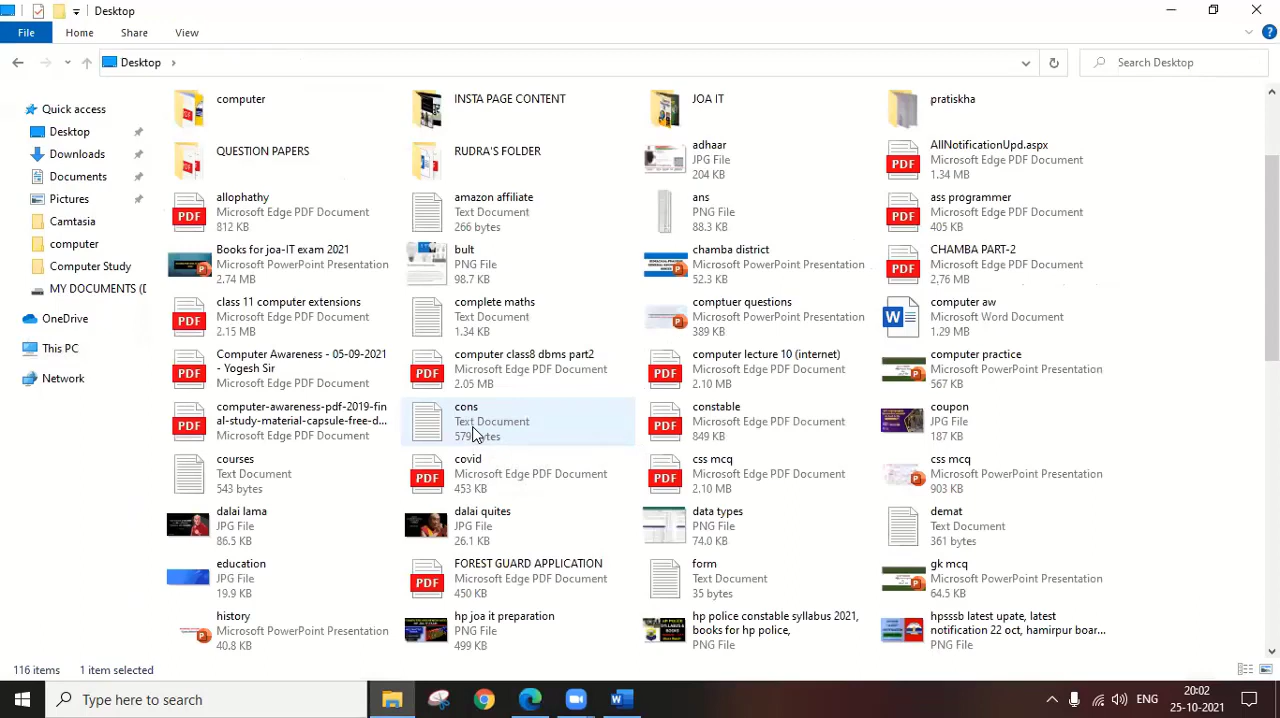 Desktop
File Home Share View
Desktop
Search Desktop
Quick access
Desktop
Downloads
Documents
Pictures
Camtasia
computer
Computer Study
MY DOCUMENTS (D
OneDrive
This PC
Network
computer
INSTA PAGE CONTENT
JOA IT
pratiskha
QUESTION PAPERS
RUDRA'S FOLDER
adhaar
JPG File
204 KB
AllNotificationUpd.aspx
Microsoft Edge PDF Document
1.34 MB
allophathy
Microsoft Edge PDF Document
812 KB
amazon affiliate
Text Document
266 bytes
ans
PNG File
88.3 KB
ass programmer
Microsoft Edge PDF Document
405 KB
Books for joa-IT exam 2021
Microsoft PowerPoint Presentation
1.74 MB
bult
PNG File
98.7 KB
chamba district
Microsoft PowerPoint Presentation
52.3 KB
CHAMBA PART-2
Microsoft Edge PDF Document
2.76 MB
class 11 computer extensions
Microsoft Edge PDF Document
2.15 MB
complete maths
Text Document
1.34 KB
comptuer questions
Microsoft PowerPoint Presentation
389 KB
computer aw
Microsoft Word Document
1.29 MB
Computer Awareness - 05-09-2021
- Yogesh Sir
Microsoft Edge PDF Document
computer class8 dbms part2
Microsoft Edge PDF Document
2.05 MB
computer lecture 10 (internet)
Microsoft Edge PDF Document
2.10 MB
computer practice
Microsoft PowerPoint Presentation
567 KB
computer-awareness-pdf-2019-fin
al-study-material-capsule-free-d...
Microsoft Edge PDF Document
cons
Text Document
bytes
constable
Microsoft Edge PDF Document
849 KB
coupon
JPG File
187 KB
courses
Text Document
543 bytes
covid
Microsoft Edge PDF Document
453 KB
css mcq
Microsoft Edge PDF Document
2.10 MB
css mcq
Microsoft PowerPoint Presentation
903 KB
dalai lama
JPG File
86.5 KB
dalai quites
JPG File
26.1 KB
data types
PNG File
74.0 KB
demat
Text Document
361 bytes
education
JPG File
19.9 KB
FOREST GUARD APPLICATION
Microsoft Edge PDF Document
450 KB
form
Text Document
35 bytes
gk mcq
Microsoft PowerPoint Presentation
64.5 KB
history
Microsoft PowerPoint Presentation
40.8 KB
hp joa it preparation
PNG File
499 KB
hp police constable syllabus 2021,
books for hp police,
PNG File
hpsssb latest upate, latest
notification 22 oct, hamirpur boar...
PNG File
116 items 1 item selected
Type here to search
ENG
20:02
25-10-2021